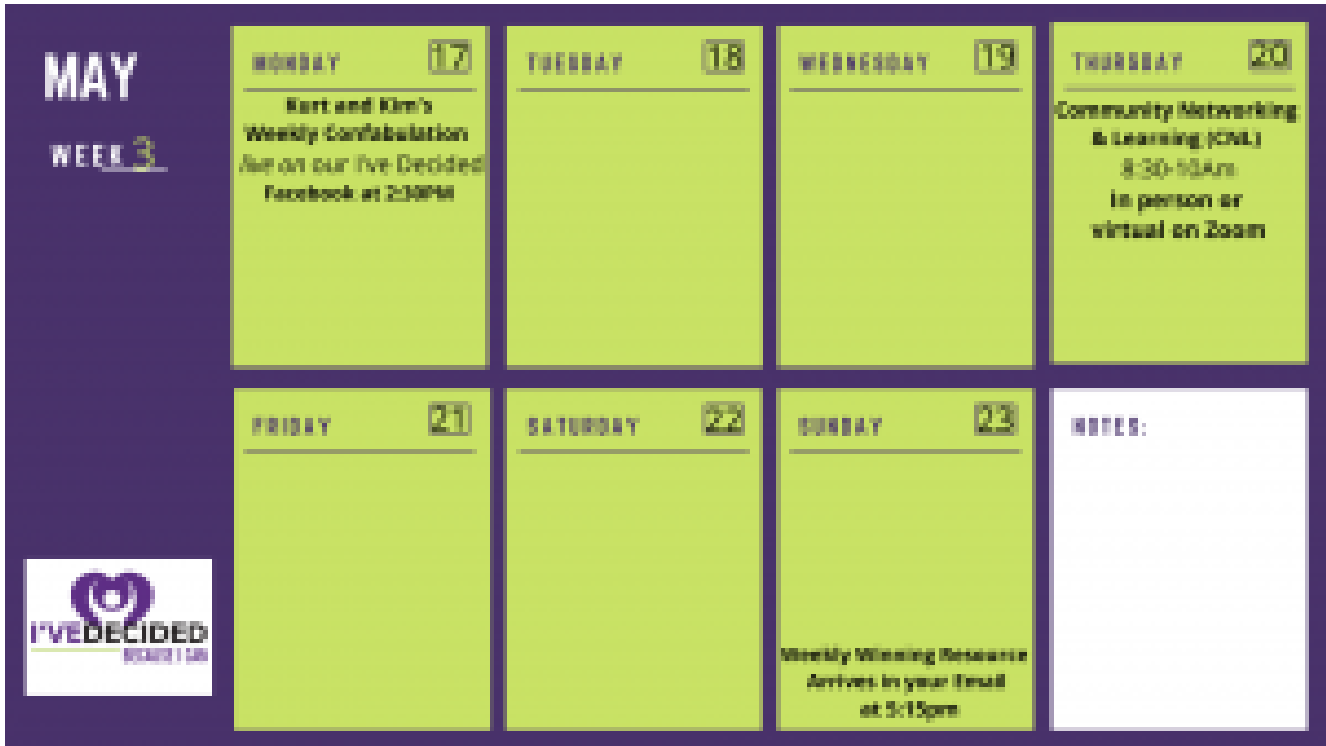 MAY
WEEK 3
MONDAY 17
Kurt and Kim's
Weekly Confabulation
live on our I've Decided
Facebook at 2:30PM
TUESDAY 18
WEDNESDAY 19
THURSDAY 20
Community Networking
& Learning (CNL)
8:30-10Am
in person or
virtual on Zoom
FRIDAY 21
SATURDAY 22
SUNDAY 23
Weekly Winning Resource
Arrives in your Email
at 5:15pm
NOTES:
I'VEDECIDED
BECAUSE I CAN